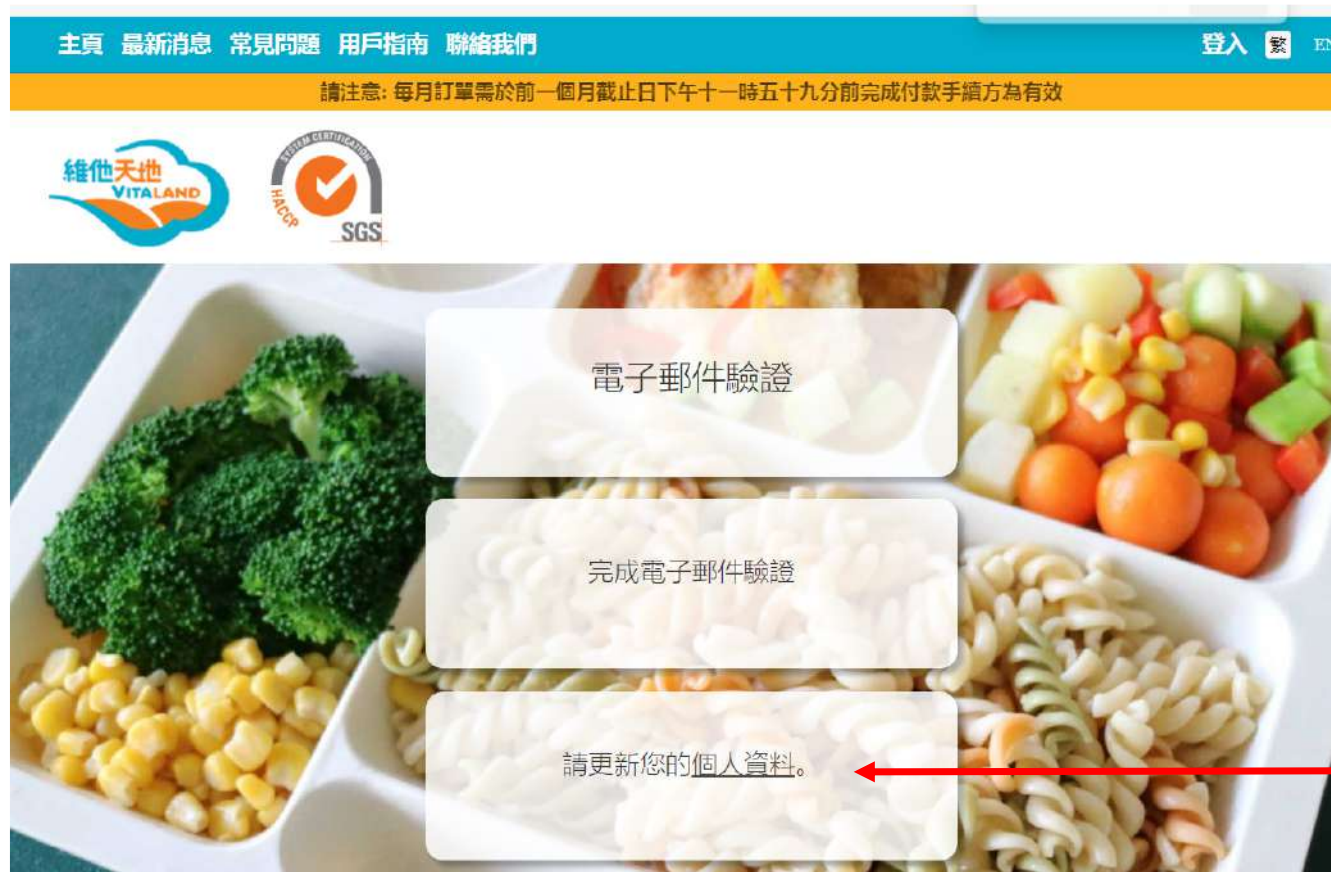 主頁 最新消息 常見問題 用戶指南 聯絡我們 登入 繁 EN
請注意: 每月訂單需於前一個月截止日下午十一時五十九分前完成付款手續方為有效
維他天地
VITALAND
SYSTEM CERTIFICATION
HACCP
SGS
電子郵件驗證
完成電子郵件驗證
請更新您的個人資料。